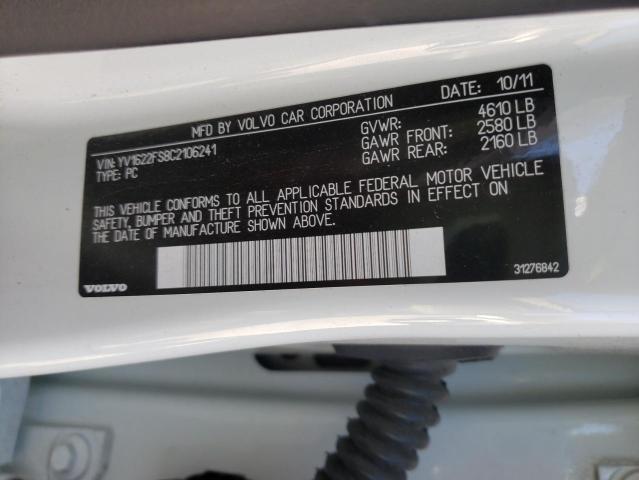 MFD BY VOLVO CAR CORPORATION DATE: 10/11
VIN: YV1622FS8C2106241
TYPE: PC
GVWR: 4610 LB
GAWR FRONT: 2580 LB
GAWR REAR: 2160 LB
THIS VEHICLE CONFORMS TO ALL APPLICABLE FEDERAL MOTOR VEHICLE
SAFETY, BUMPER AND THEFT PREVENTION STANDARDS IN EFFECT ON
THE DATE OF MANUFACTURE SHOWN ABOVE.
VOLVO
31276842